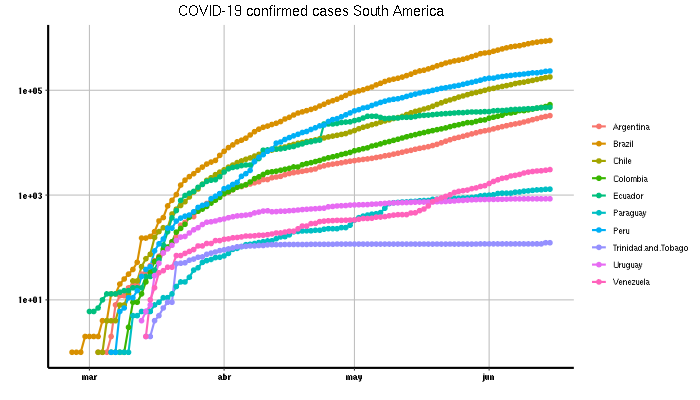 COVID-19 confirmed cases South America
1e+05
1e+03
1e+01
mar
abr
may
jun
Argentina
Brazil
Chile
Colombia
Ecuador
Paraguay
Peru
Trinidad.and.Tobago
Uruguay
Venezuela